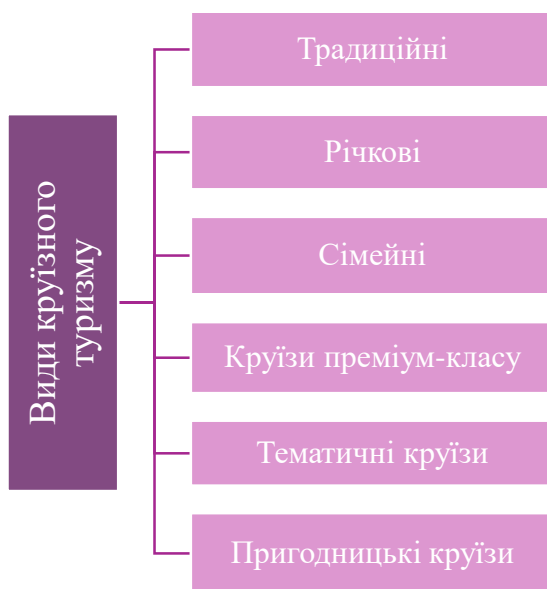 Види круїзного
туризму
Традиційні
Річкові
Сімейні
Круїзи преміум-класу
Тематичні круїзи
Пригодницькі круїзи